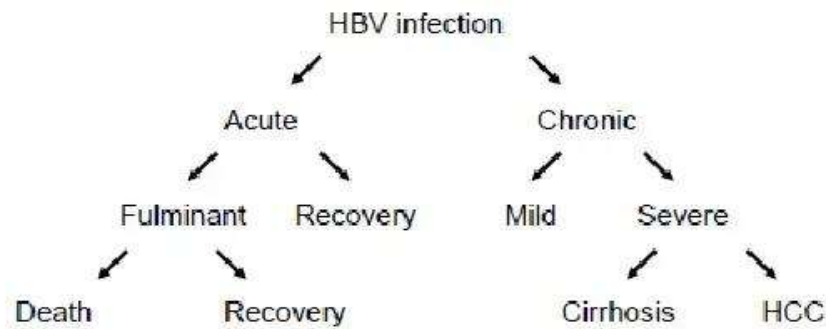 HBV infection
Acute Chronic
Fulminant Recovery Mild Severe
Death Recovery Cirrhosis HCC